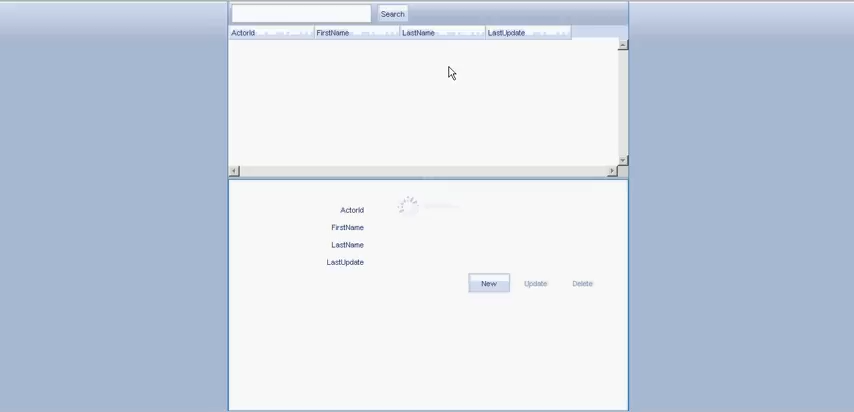 Search
ActorId FirstName LastName LastUpdate
ActorId
FirstName
LastName
LastUpdate
New Update Delete